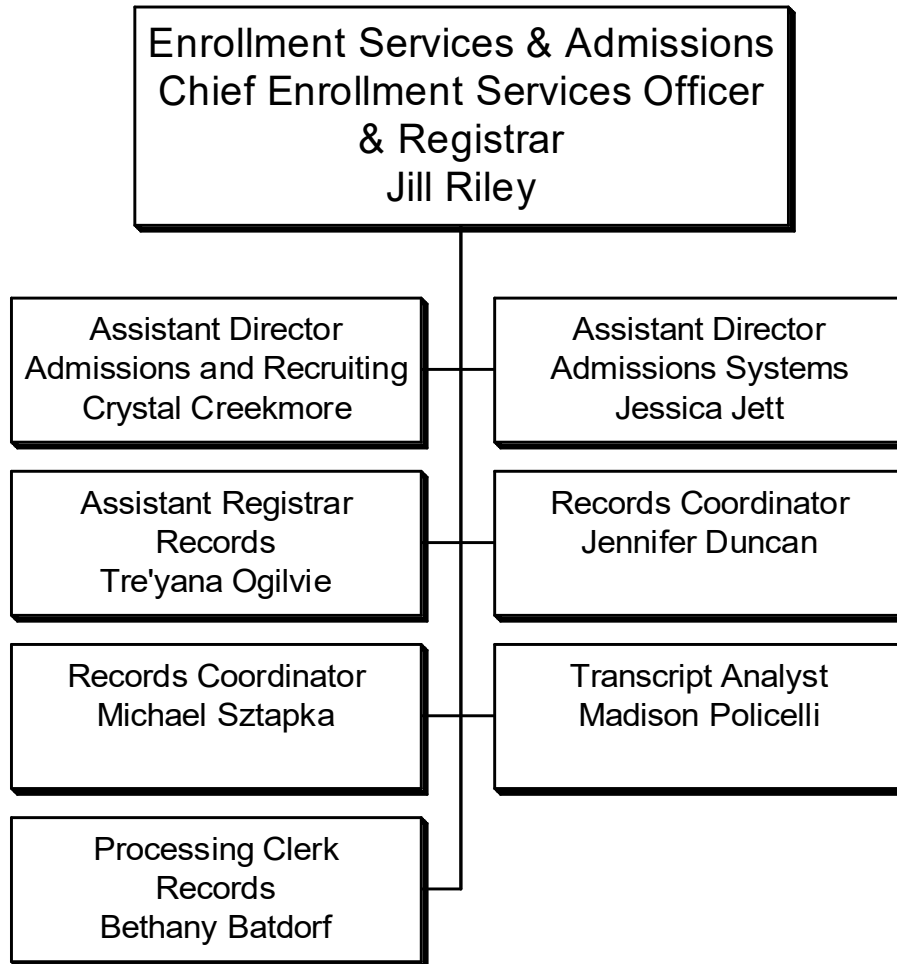 Enrollment Services & Admissions
Chief Enrollment Services Officer
& Registrar
Jill Riley
Assistant Director
Admissions and Recruiting
Crystal Creekmore
Assistant Director
Admissions Systems
Jessica Jett
Assistant Registrar
Records
Tre'yana Ogilvie
Records Coordinator
Jennifer Duncan
Records Coordinator
Michael Sztapka
Transcript Analyst
Madison Policelli
Processing Clerk
Records
Bethany Batdorf